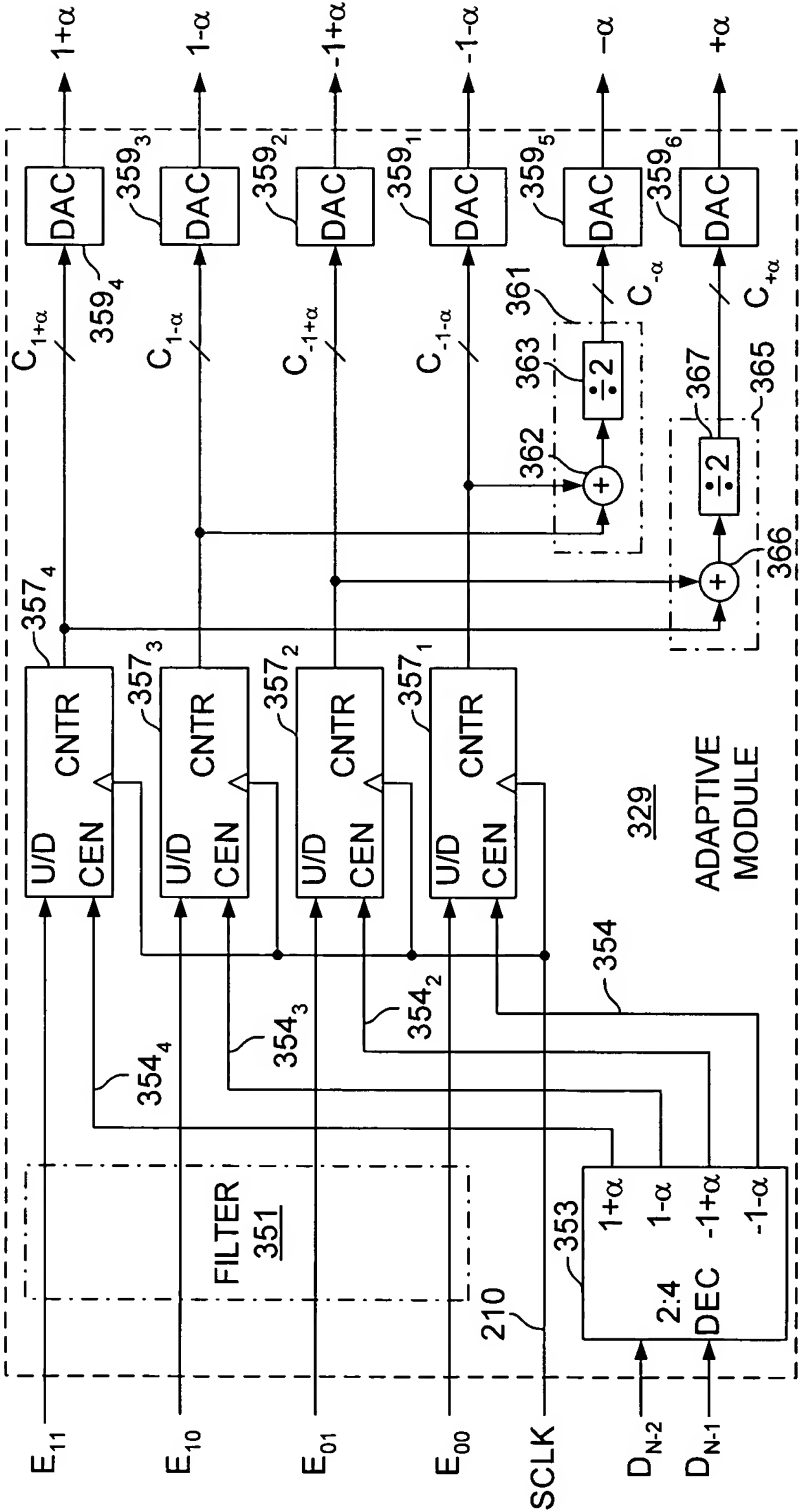 E11
E10
E01
E00
SCLK
DN-2
DN-1
210
FILTER
351
353
2:4
DEC
1+α
1-α
-1+α
-1-α
3544
3543
3542
354
U/D
CEN
CNTR
3574
U/D
CEN
CNTR
3573
U/D
CEN
CNTR
3572
U/D
CEN
CNTR
3571
329
ADAPTIVE
MODULE
C1+α
C1-α
C-1+α
C-1-α
362
363
÷2
361
C-α
366
367
÷2
365
C+α
+
+
DAC
3594
DAC
3593
DAC
3592
DAC
3591
DAC
3595
DAC
3596
1+α
1-α
-1+α
-1-α
-α
+α